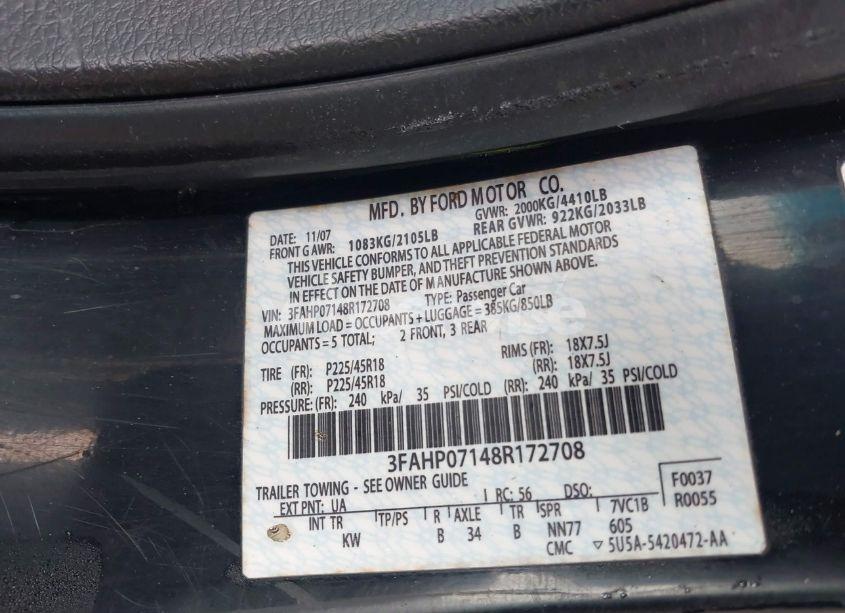 MFD. BY FORD MOTOR CO.
DATE: 11/07 GVWR: 2000KG/4410LB
FRONT GAWR: 1083KG/2105LB REAR GVWR: 922KG/2033LB
THIS VEHICLE CONFORMS TO ALL APPLICABLE FEDERAL MOTOR
VEHICLE SAFETY BUMPER, AND THEFT PREVENTION STANDARDS
IN EFFECT ON THE DATE OF MANUFACTURE SHOWN ABOVE.
VIN: 3FAHP07148R172708 TYPE: Passenger Car
MAXIMUM LOAD = OCCUPANTS + LUGGAGE = 385KG/850LB
OCCUPANTS = 5 TOTAL; 2 FRONT, 3 REAR
TIRE (FR): P225/45R18 RIMS (FR): 18X7.5J
(RR): P225/45R18 (RR): 18X7.5J
PRESSURE: (FR): 240 kPa/ 35 PSI/COLD (RR): 240 kPa/ 35 PSI/COLD
3FAHP07148R172708
TRAILER TOWING - SEE OWNER GUIDE
EXT PNT: UA RC: 56 DSO: F0037
INT TR TP/PS R AXLE TR SPR 7VC1B R0055
KW B 34 B NN77 605
CMC ▽ 5U5A-5420472-AA